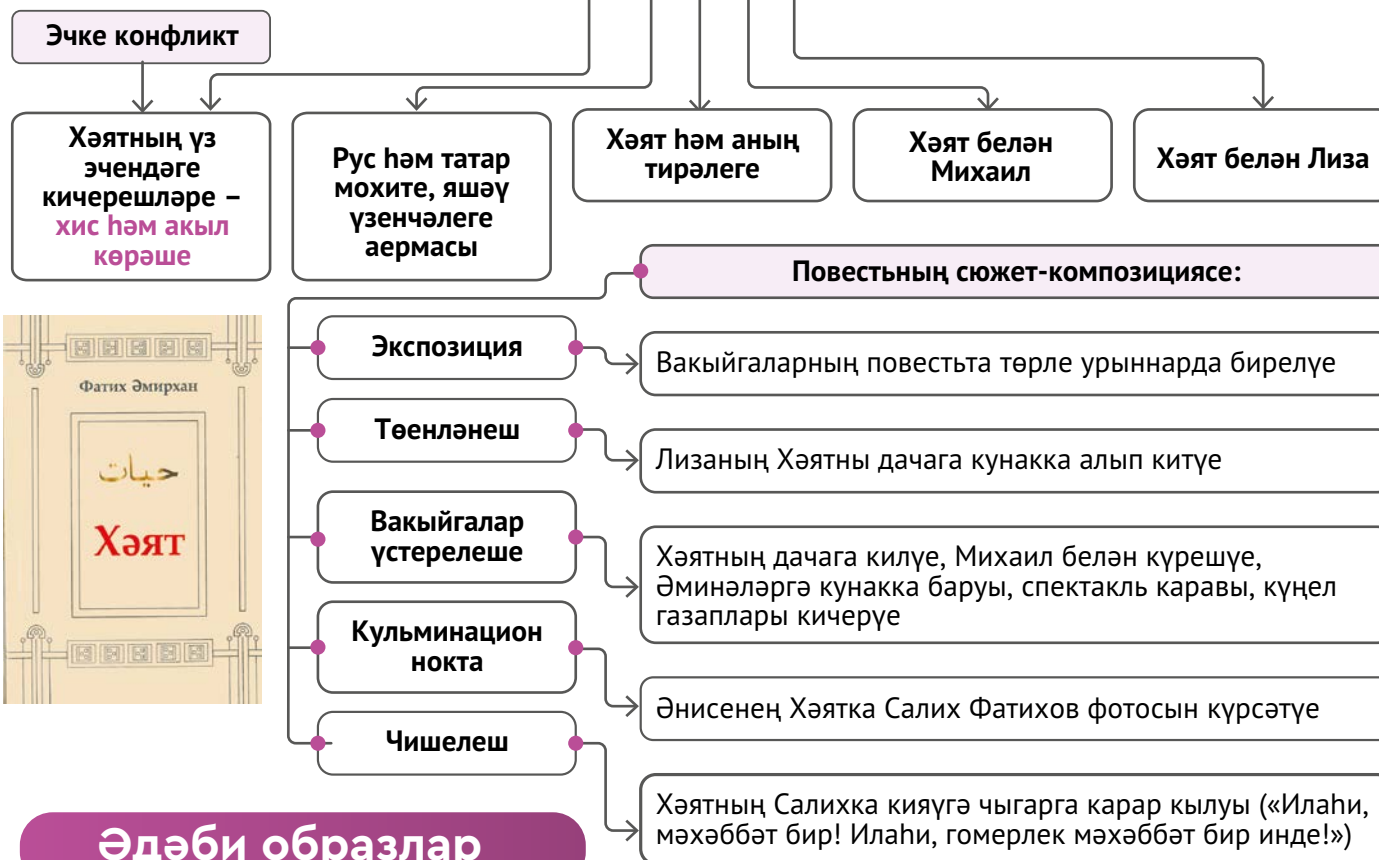 Эчке конфликт
Хәятның үз
эчендәге
кичерешләре –
хис һәм акыл
көрәше
Рус һәм татар
мохите, яшәү
үзенчәлеге
аермасы
Хәят һәм аның
тирәлеге
Хәят белән
Михаил
Хәят белән Лиза
Повестьның сюжет-композициясе:
Фатих Әмирхан
حيات
Хәят
Экспозиция
Вакыйгаларның повестьта төрле урыннарда бирелүе
Төенләнеш
Лизаның Хәятны дачага кунакка алып китүе
Вакыйгалар
үстерелеше
Хәятның дачага килүе, Михаил белән күрешүе,
Әминәләргә кунакка баруы, спектакль каравы, күңел
газаплары кичерүе
Кульминацион
нокта
Әнисенең Хәятка Салих Фатихов фотосын күрсәтүе
Чишелеш
Хәятның Салихка кияүгә чыгарга карар кылуы («Илаһи,
мәхәббәт бир! Илаһи, гомерлек мәхәббәт бир инде!»)
Әдәби образлар